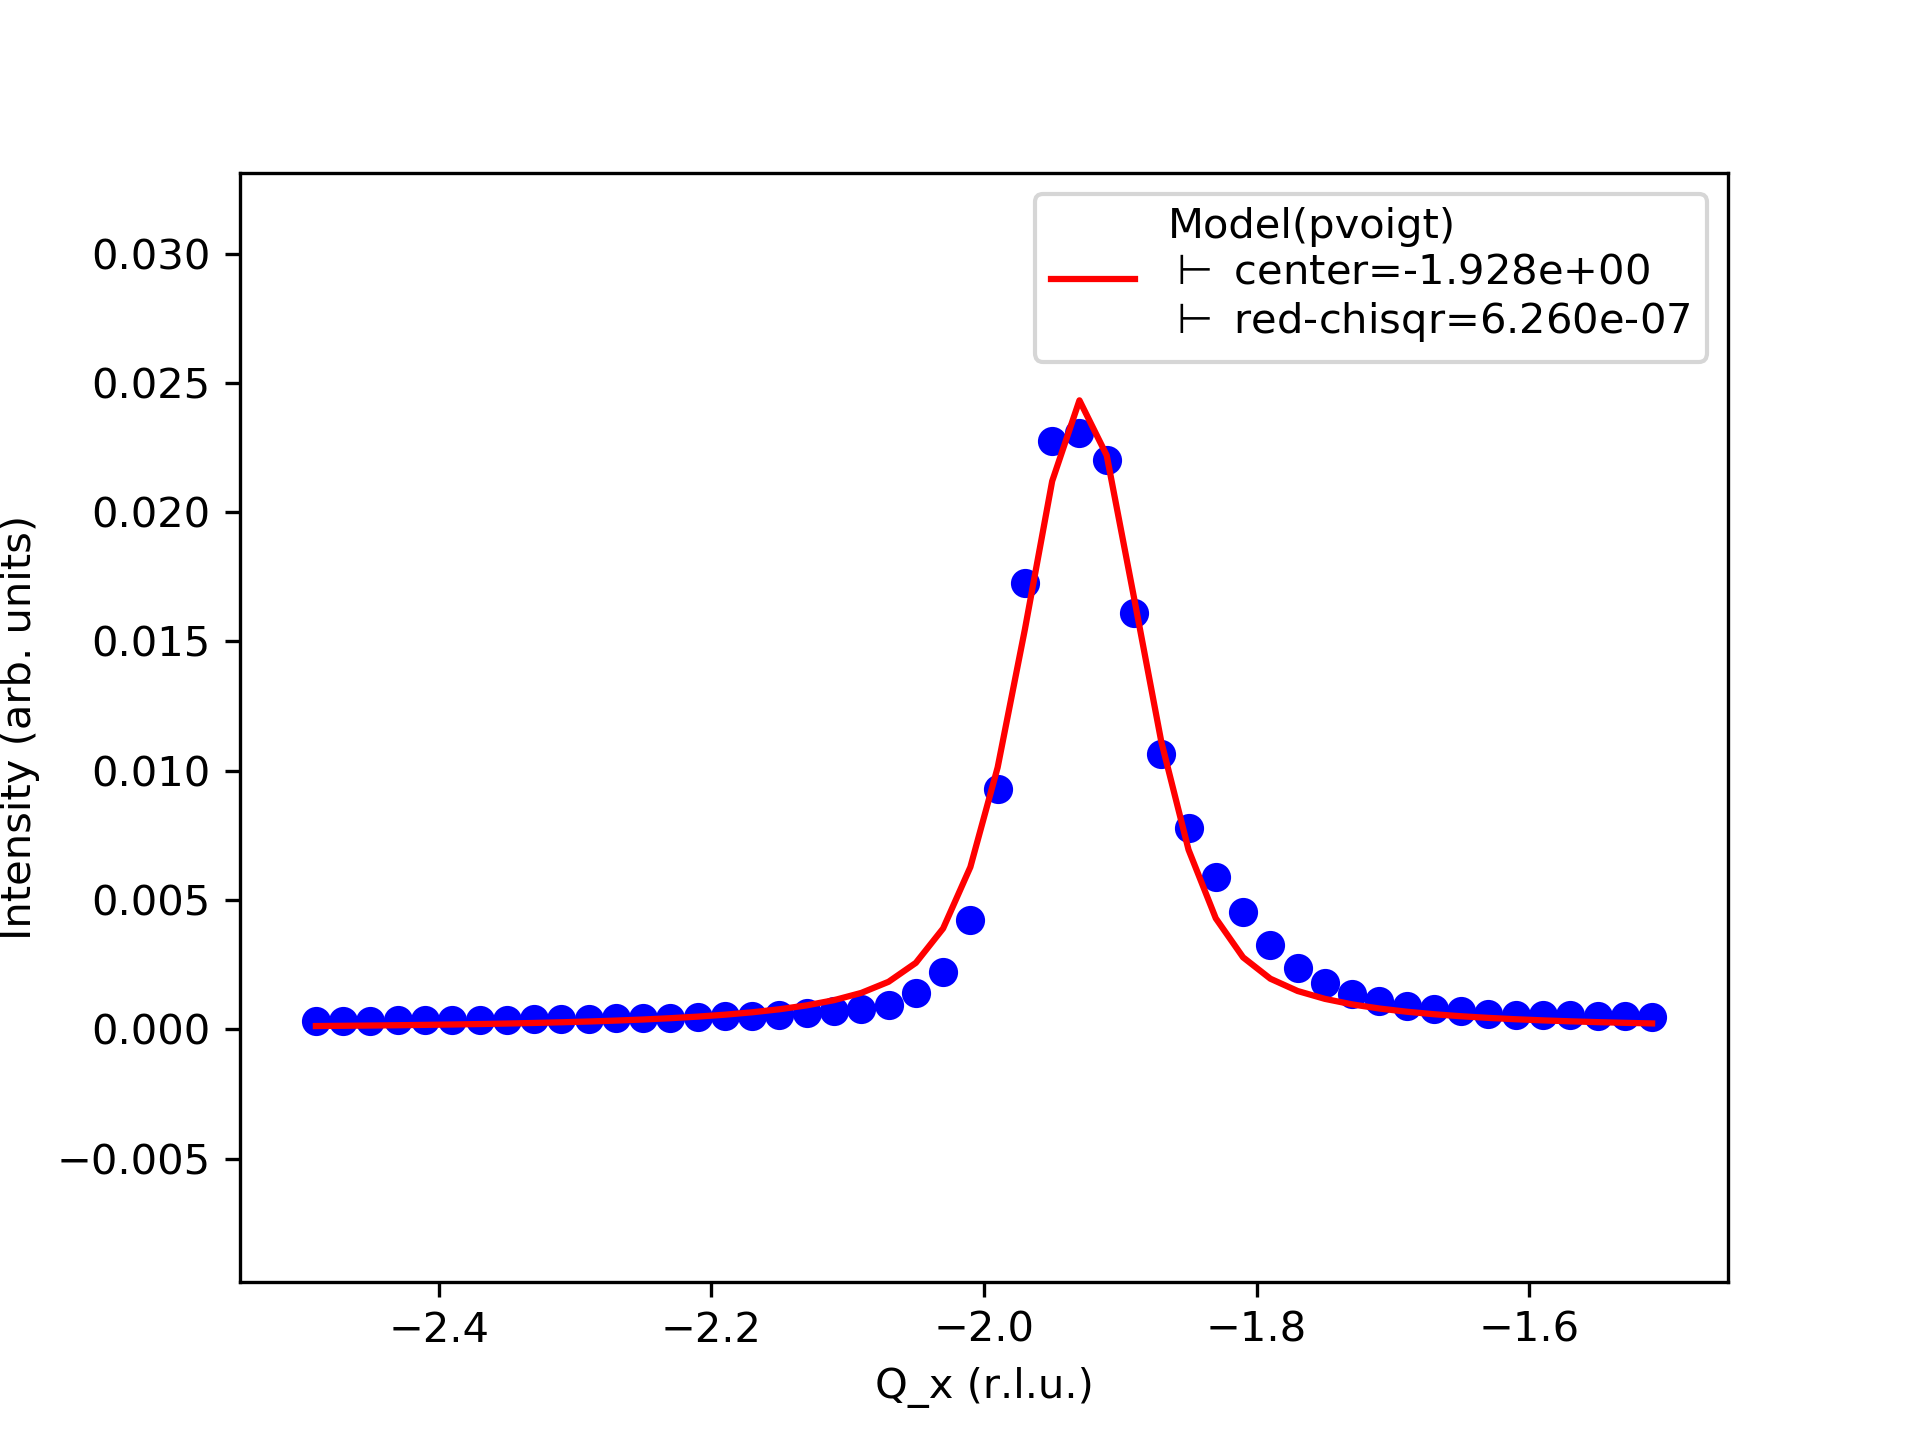 Model(pvoigt)
⊢ center=-1.928e+00
⊢ red-chisqr=6.260e-07
0.030
0.025
0.020
0.015
0.010
0.005
0.000
−0.005
Intensity (arb. units)
−2.4 −2.2 −2.0 −1.8 −1.6
Q_x (r.l.u.)